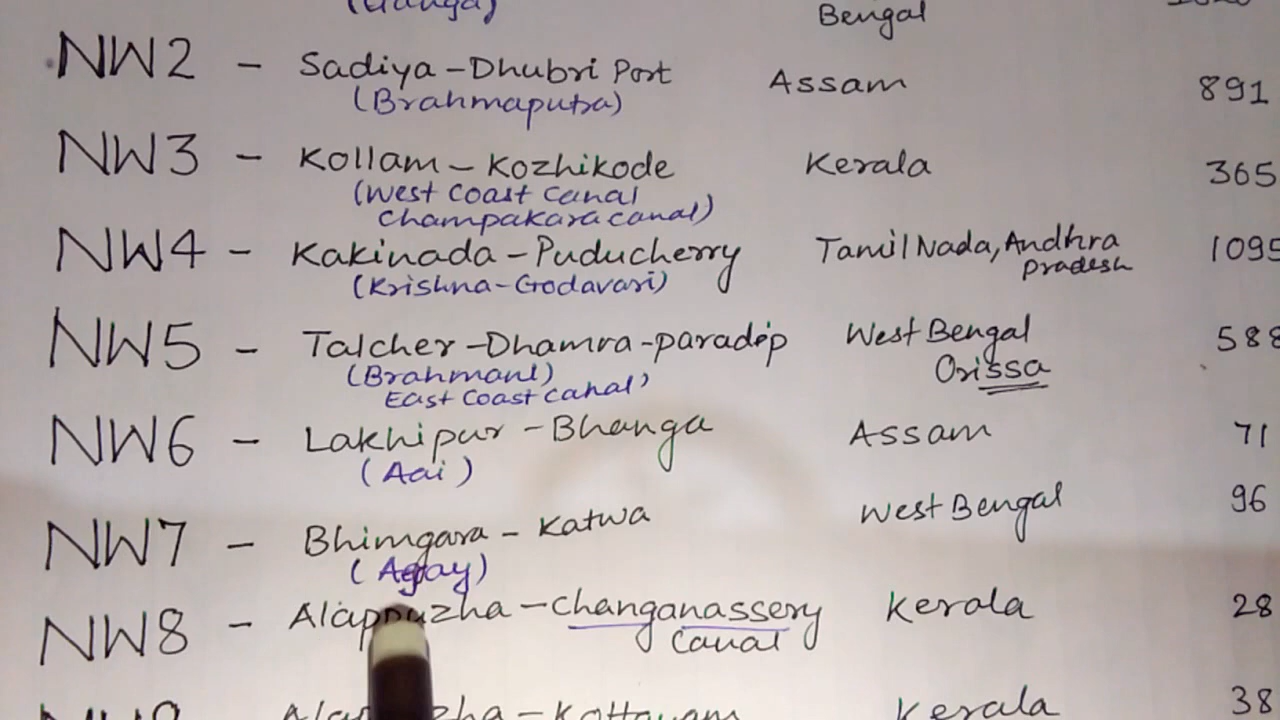 (Ganga)
Bengal
NW2 - Sadiya-Dhubri Port Assam 891
(Brahmaputra)
NW3 - Kollam-Kozhikode Kerala 365
(West Coast Canal
Champakara canal)
NW4 - Kakinada-Puducherry Tamil Nada, Andhra 1095
Pradesh
(Krishna-Godavari)
NW5 - Talcher-Dhamra-paradip West Bengal 588
Orissa
(Brahmani)
East Coast Canal
NW6 - Lakhipur-Bhanga Assam 71
(Aai)
NW7 - Bhimgara-Katwa West Bengal 96
NW8 - Alappuzha-Changanassery Kerala 28
Canal
Kottayam Kerala 38